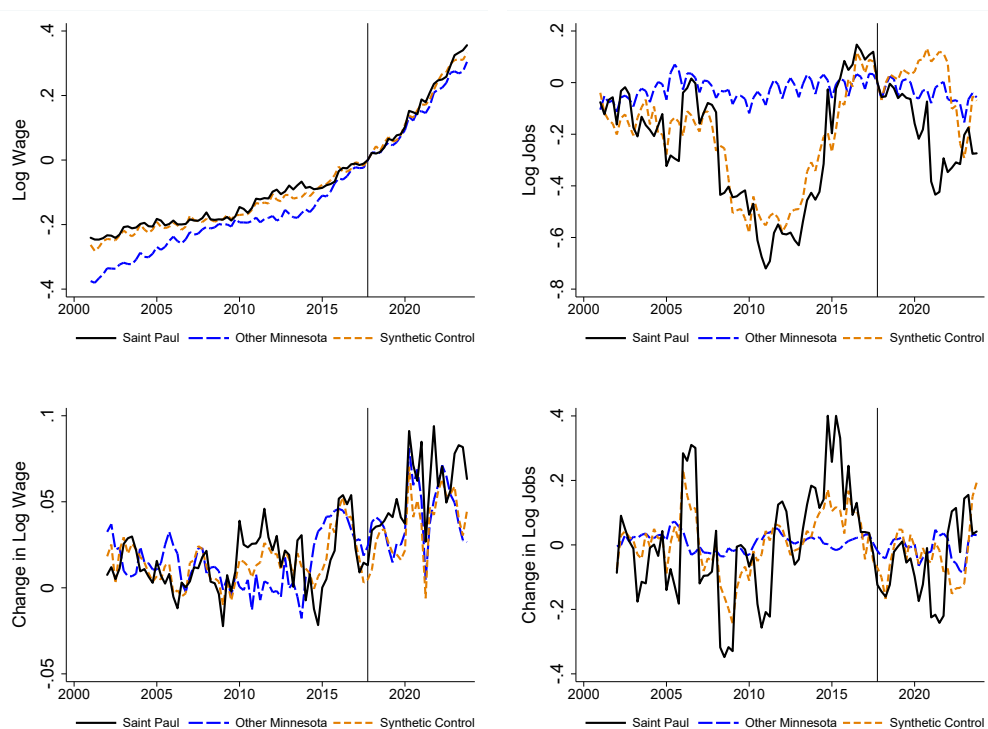 Log Wage
.4
.2
0
-.2
-.4
2000 2005 2010 2015 2020
Saint Paul Other Minnesota Synthetic Control
Log Jobs
.2
0
-.2
-.4
-.6
-.8
2000 2005 2010 2015 2020
Saint Paul Other Minnesota Synthetic Control
Change in Log Wage
.1
.05
0
-.05
2000 2005 2010 2015 2020
Saint Paul Other Minnesota Synthetic Control
Change in Log Jobs
.4
.2
0
-.2
-.4
2000 2005 2010 2015 2020
Saint Paul Other Minnesota Synthetic Control